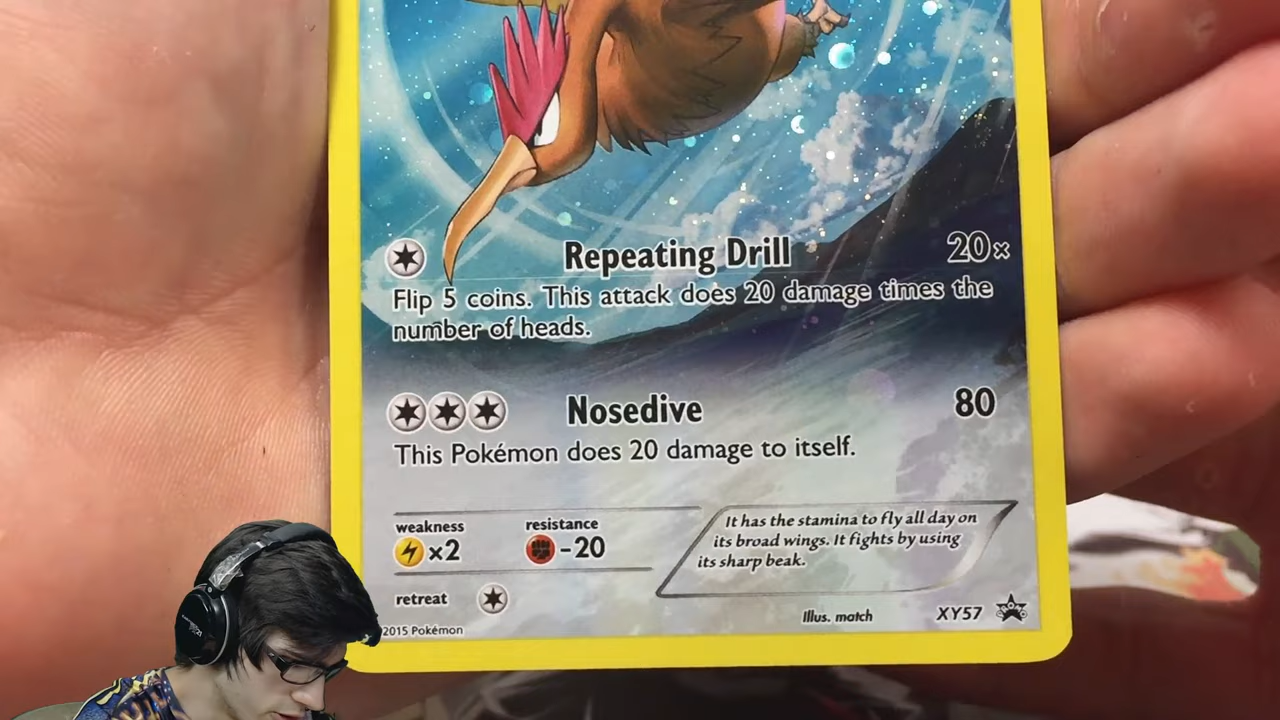 Repeating Drill 20x
Flip 5 coins. This attack does 20 damage times the
number of heads.
Nosedive 80
This Pokémon does 20 damage to itself.
weakness resistance
x2 -20
It has the stamina to fly all day on
its broad wings. It fights by using
its sharp beak.
retreat
Illus. match XY57
2015 Pokémon